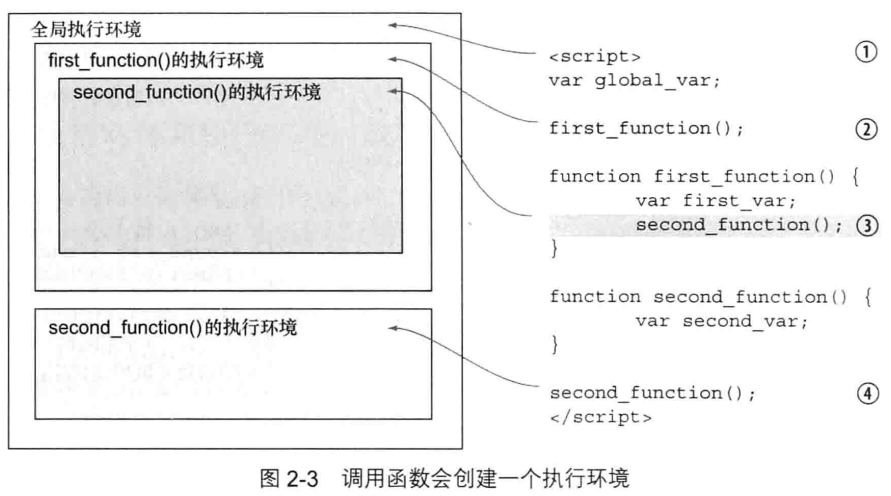 全局执行环境
first_function()的执行环境
second_function()的执行环境
second_function()的执行环境
<script> ①
var global_var;
first_function(); ②
function first_function() {
var first_var;
second_function(); ③
}
function second_function() {
var second_var;
}
second_function(); ④
</script>
图 2-3 调用函数会创建一个执行环境